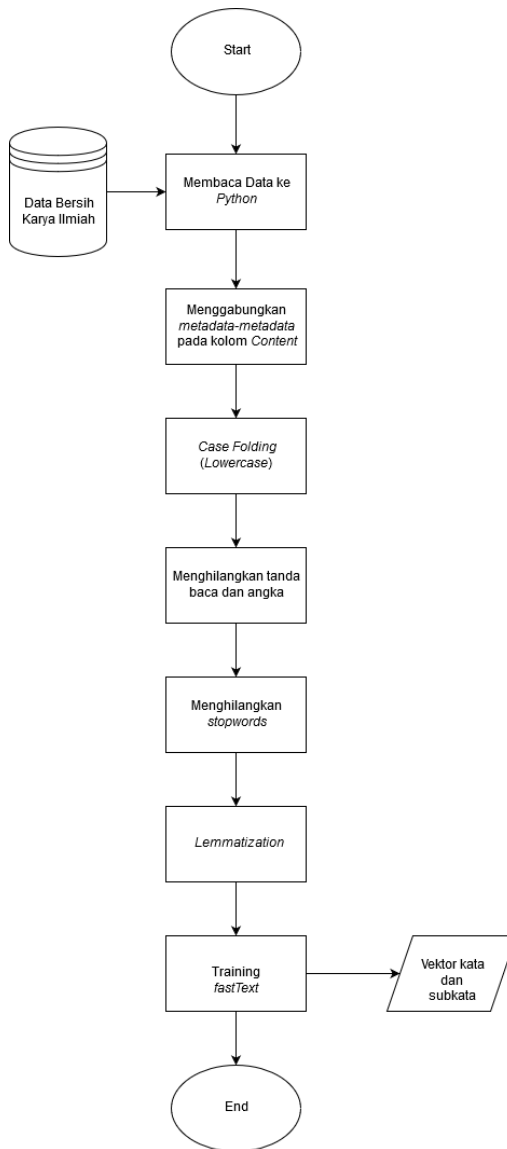 Start
Data Bersih
Karya Ilmiah
Membaca Data ke
Python
Menggabungkan
metadata-metadata
pada kolom Content
Case Folding
(Lowercase)
Menghilangkan tanda
baca dan angka
Menghilangkan
stopwords
Lemmatization
Training
fastText
Vektor kata
dan
subkata
End